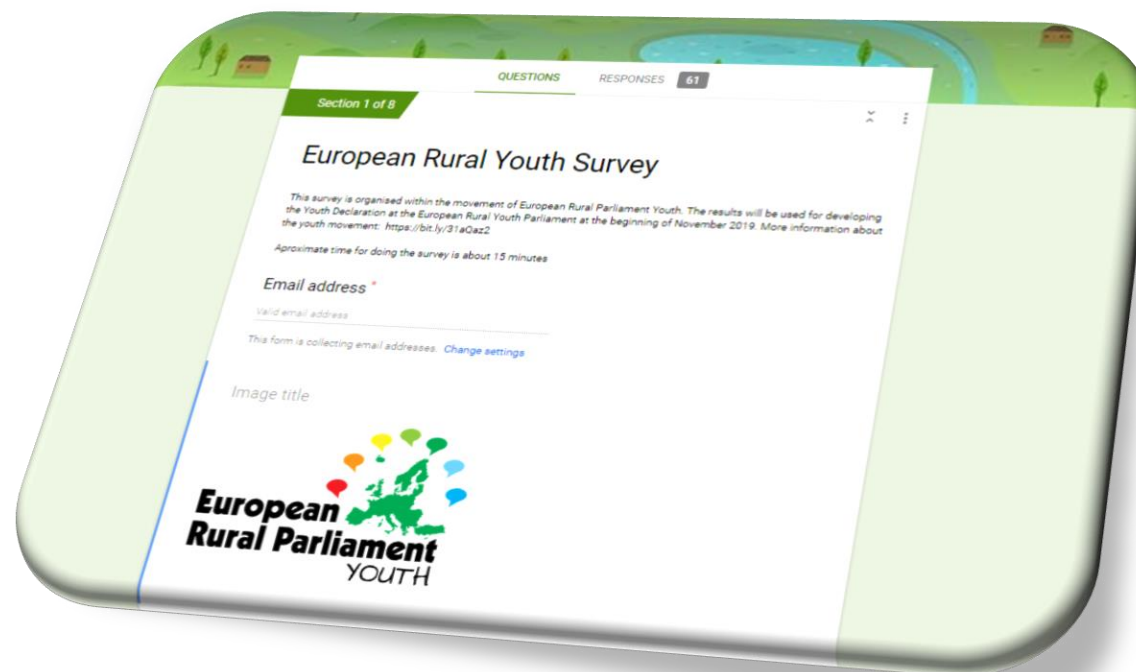 QUESTIONS RESPONSES 61
Section 1 of 8
European Rural Youth Survey
This survey is organised within the movement of European Rural Parliament Youth. The results will be used for developing
the Youth Declaration at the European Rural Youth Parliament at the beginning of November 2019. More information about
the youth movement: https://bit.ly/31aQaz2
Aproximate time for doing the survey is about 15 minutes
Email address *
Valid email address
This form is collecting email addresses. Change settings
Image title
European
Rural Parliament
YOUTH